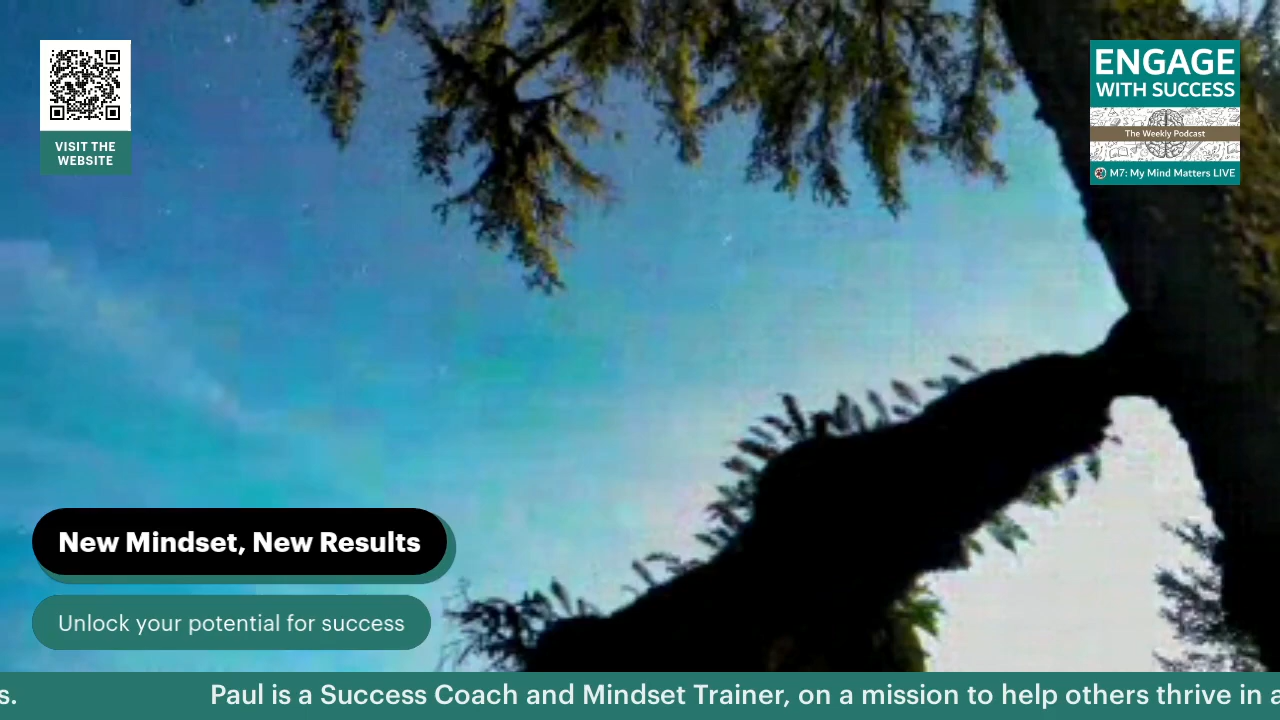 VISIT THE
WEBSITE
ENGAGE
WITH SUCCESS
The Weekly Podcast
M7: My Mind Matters LIVE
New Mindset, New Results
Unlock your potential for success
s. Paul is a Success Coach and Mindset Trainer, on a mission to help others thrive in a